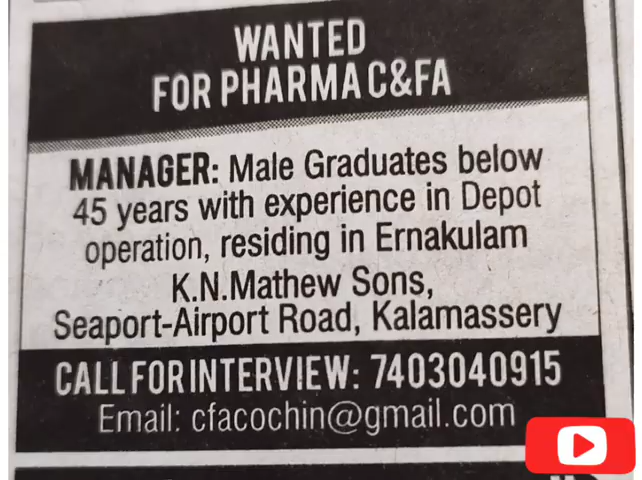 WANTED
FOR PHARMA C&FA
MANAGER: Male Graduates below
45 years with experience in Depot
operation, residing in Ernakulam
K.N.Mathew Sons,
Seaport-Airport Road, Kalamassery
CALL FOR INTERVIEW: 7403040915
Email: cfacochin@gmail.com